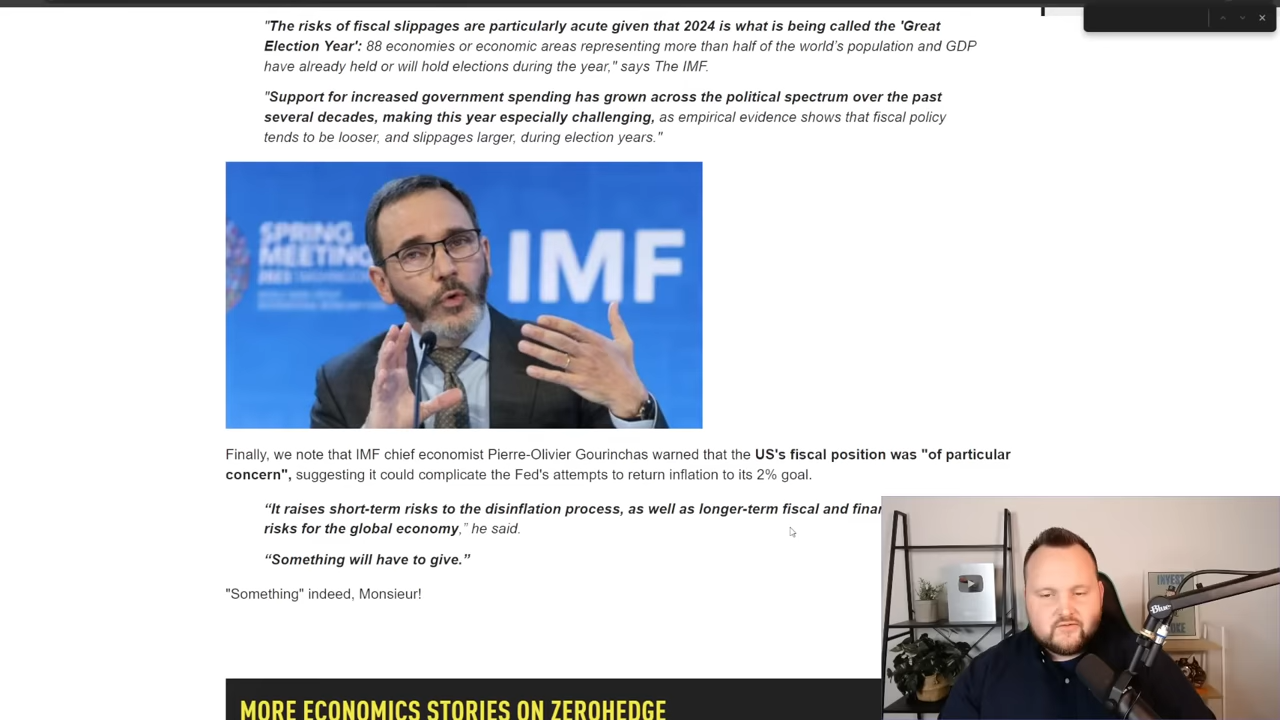 "The risks of fiscal slippages are particularly acute given that 2024 is what is being called the 'Great
Election Year': 88 economies or economic areas representing more than half of the world's population and GDP
have already held or will hold elections during the year," says The IMF.
"Support for increased government spending has grown across the political spectrum over the past
several decades, making this year especially challenging, as empirical evidence shows that fiscal policy
tends to be looser, and slippages larger, during election years."
SPRING
MEETING
IMF
Finally, we note that IMF chief economist Pierre-Olivier Gourinchas warned that the US's fiscal position was "of particular
concern", suggesting it could complicate the Fed's attempts to return inflation to its 2% goal.
“It raises short-term risks to the disinflation process, as well as longer-term fiscal and finan
risks for the global economy,” he said.
“Something will have to give.”
"Something" indeed, Monsieur!
INVEST
Blue
MORE ECONOMICS STORIES ON ZEROHEDGE